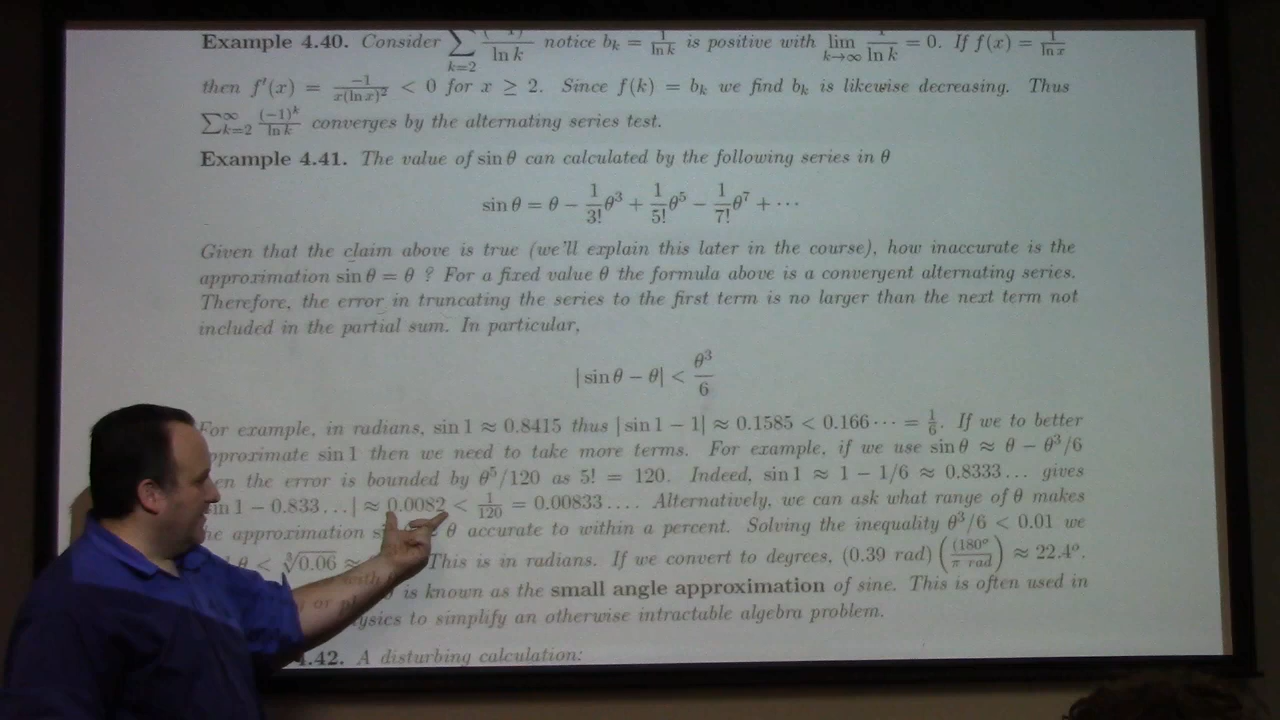 Example 4.40. Consider ∑ k=2 (-1) / ln k notice b_k = 1/ln k is positive with lim k→∞ 1/ln k = 0. If f(x) = 1/ln x
then f′(x) = -1/x(ln x)² < 0 for x ≥ 2. Since f(k) = b_k we find b_k is likewise decreasing. Thus
∑_{k=2}^∞ (-1)^k/ln k converges by the alternating series test.
Example 4.41. The value of sin θ can calculated by the following series in θ
sin θ = θ − 1/3! θ³ + 1/5! θ⁵ − 1/7! θ⁷ + ⋯
Given that the claim above is true (we'll explain this later in the course), how inaccurate is the
approximation sin θ = θ ? For a fixed value θ the formula above is a convergent alternating series.
Therefore, the error in truncating the series to the first term is no larger than the next term not
included in the partial sum. In particular,
| sin θ − θ| < θ³/6
For example, in radians, sin 1 ≈ 0.8415 thus | sin 1 − 1| ≈ 0.1585 < 0.166⋯ = 1/6. If we to better
approximate sin 1 then we need to take more terms. For example, if we use sin θ ≈ θ − θ³/6
the error is bounded by θ⁵/120 as 5! = 120. Indeed, sin 1 ≈ 1 − 1/6 ≈ 0.8333... gives
sin 1 − 0.833...| ≈ 0.0082 < 1/120 = 0.00833.... Alternatively, we can ask what range of θ makes
the approximation θ accurate to within a percent. Solving the inequality θ³/6 < 0.01 we
θ < ∛0.06 ≈ This is in radians. If we convert to degrees, (0.39 rad) (180°/π rad) ≈ 22.4°.
with is known as the small angle approximation of sine. This is often used in
or physics to simplify an otherwise intractable algebra problem.
4.42. A disturbing calculation: